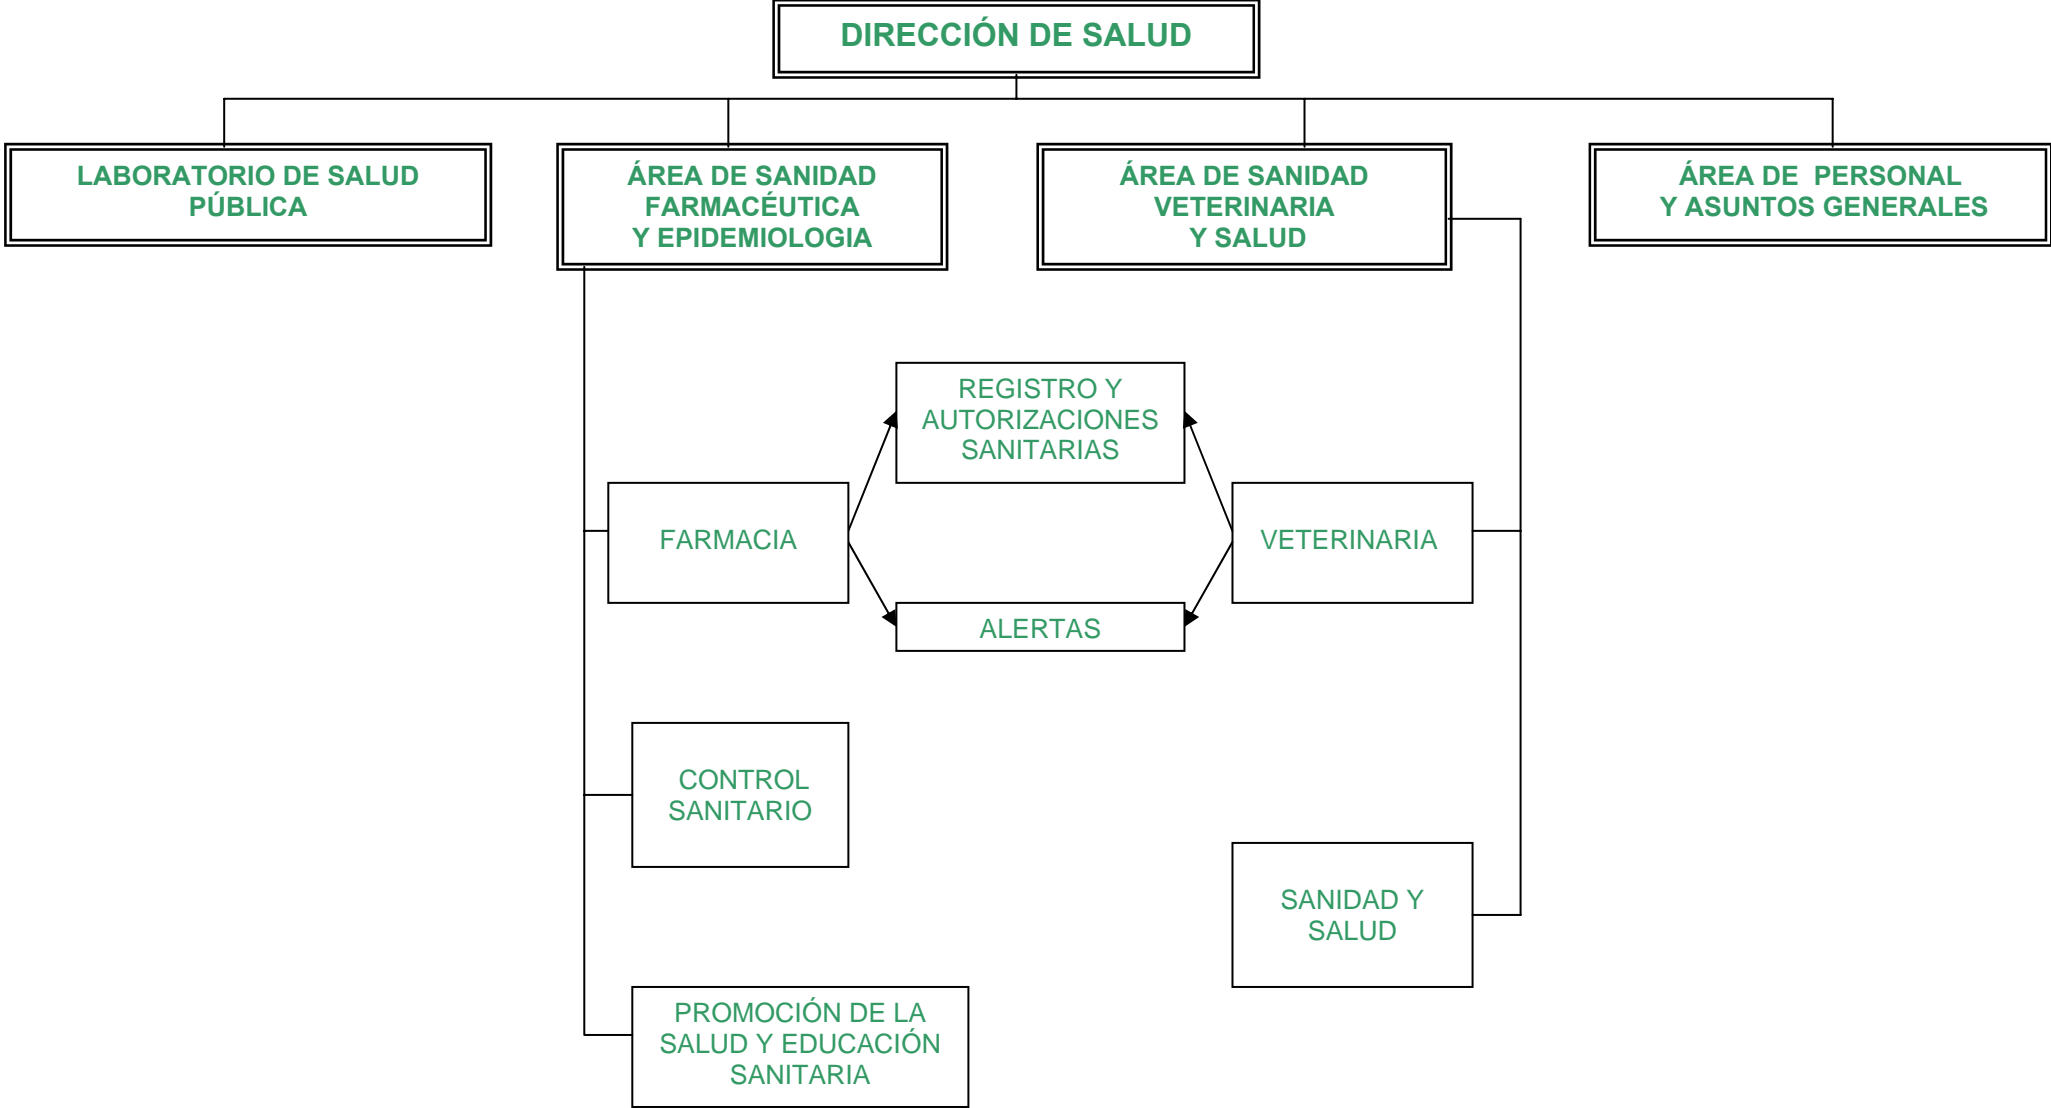 DIRECCIÓN DE SALUD
LABORATORIO DE SALUD
PÚBLICA
ÁREA DE SANIDAD
FARMACÉUTICA
Y EPIDEMIOLOGIA
ÁREA DE SANIDAD
VETERINARIA
Y SALUD
ÁREA DE PERSONAL
Y ASUNTOS GENERALES
REGISTRO Y
AUTORIZACIONES
SANITARIAS
FARMACIA
VETERINARIA
ALERTAS
CONTROL
SANITARIO
SANIDAD Y
SALUD
PROMOCIÓN DE LA
SALUD Y EDUCACIÓN
SANITARIA